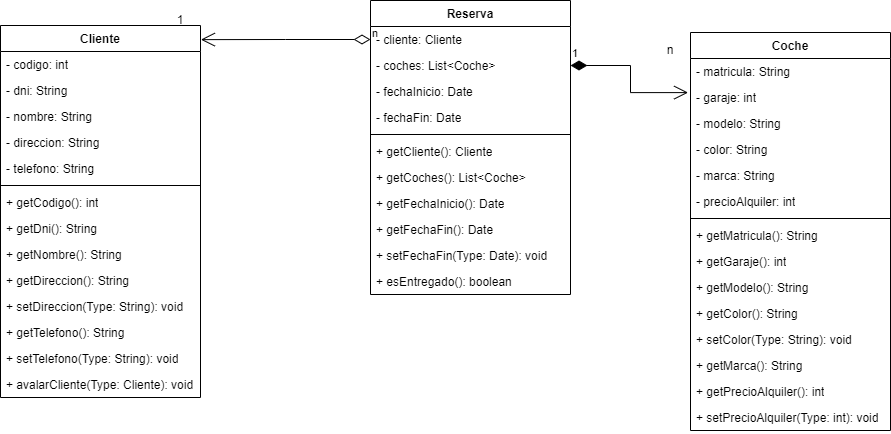 1
Cliente
- codigo: int
- dni: String
- nombre: String
- direccion: String
- telefono: String
+ getCodigo(): int
+ getDni(): String
+ getNombre(): String
+ getDireccion(): String
+ setDireccion(Type: String): void
+ getTelefono(): String
+ setTelefono(Type: String): void
+ avalarCliente(Type: Cliente): void
n
Reserva
- cliente: Cliente
- coches: List<Coche>
- fechaInicio: Date
- fechaFin: Date
+ getCliente(): Cliente
+ getCoches(): List<Coche>
+ getFechaInicio(): Date
+ getFechaFin(): Date
+ setFechaFin(Type: Date): void
+ esEntregado(): boolean
1
n
Coche
- matricula: String
- garaje: int
- modelo: String
- color: String
- marca: String
- precioAlquiler: int
+ getMatricula(): String
+ getGaraje(): int
+ getModelo(): String
+ getColor(): String
+ setColor(Type: String): void
+ getMarca(): String
+ getPrecioAlquiler(): int
+ setPrecioAlquiler(Type: int): void